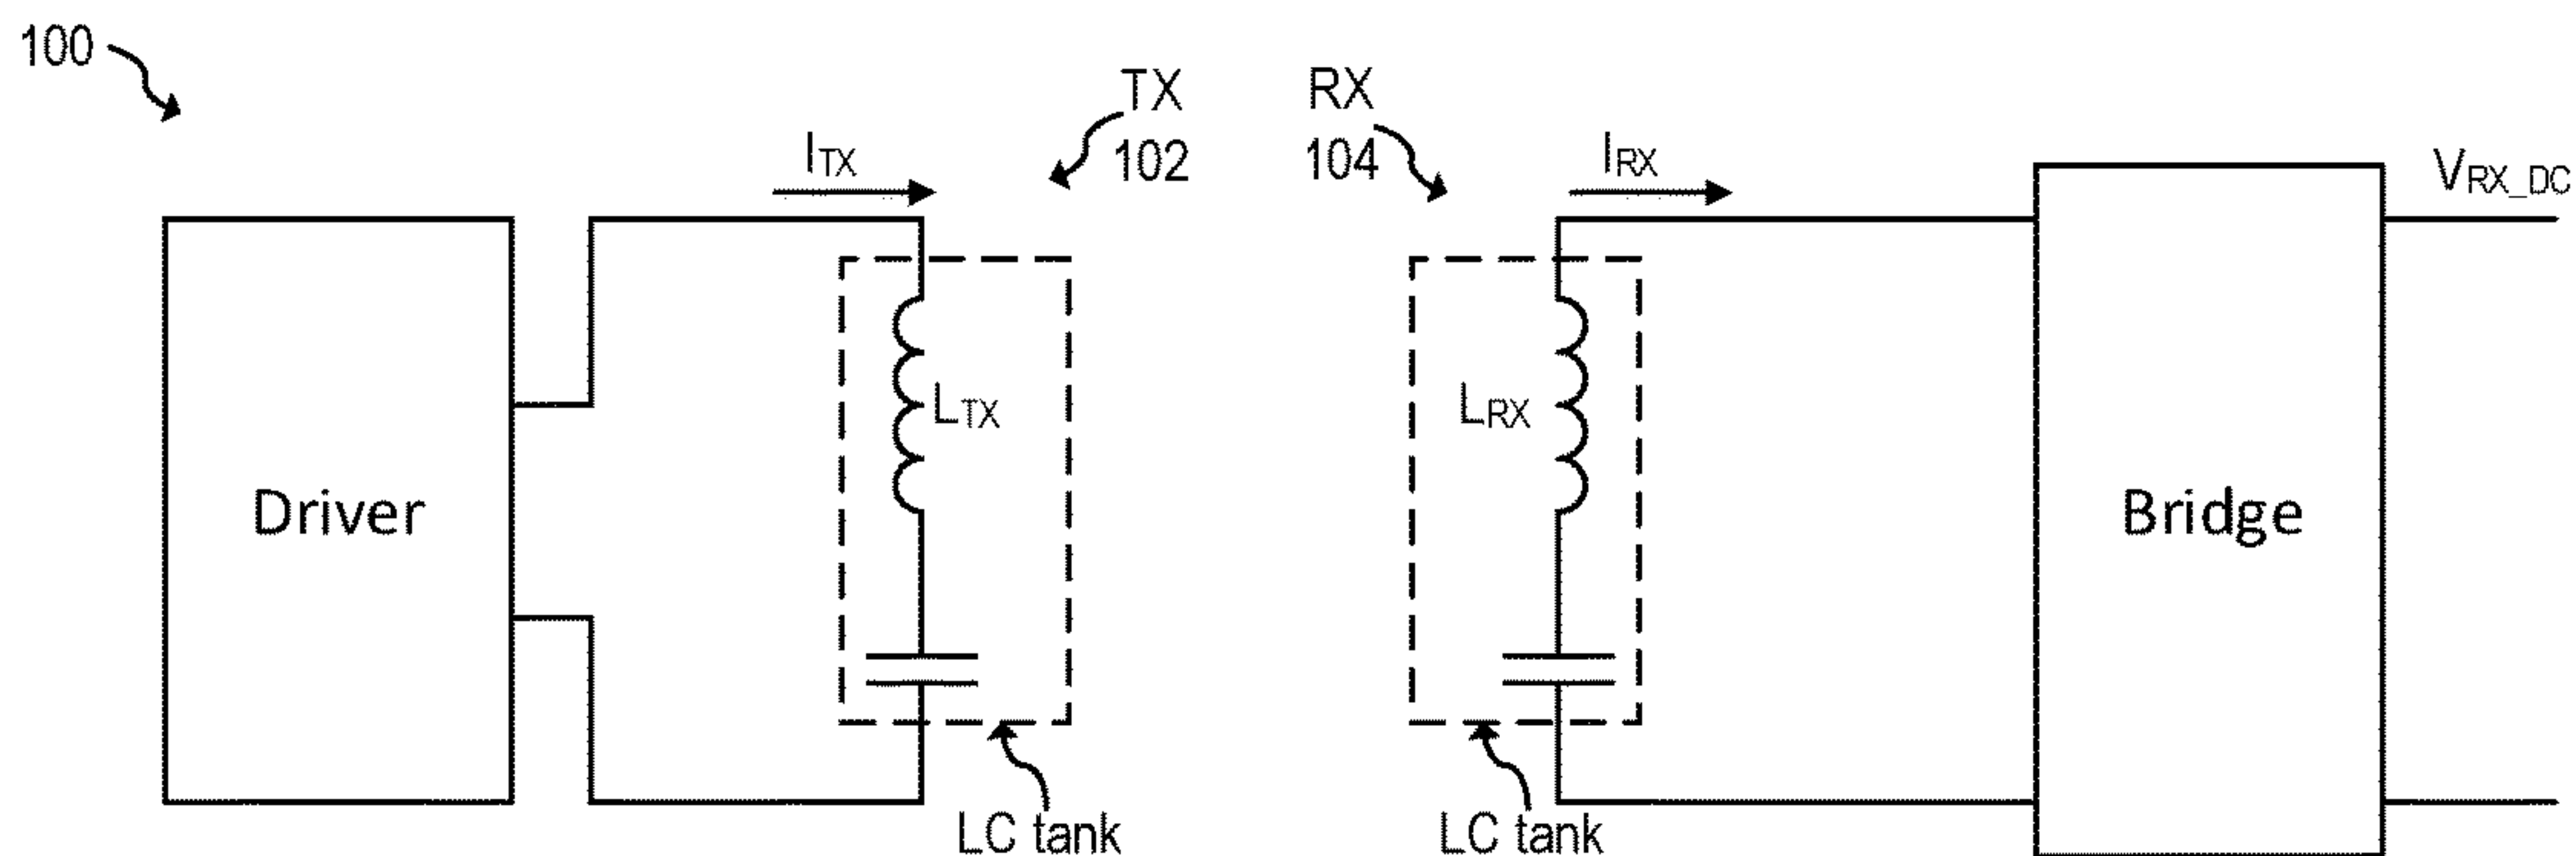 100
TX
102
RX
104
ITX
IRX
VRX_DC
LTX
LRX
Driver
Bridge
LC tank
LC tank